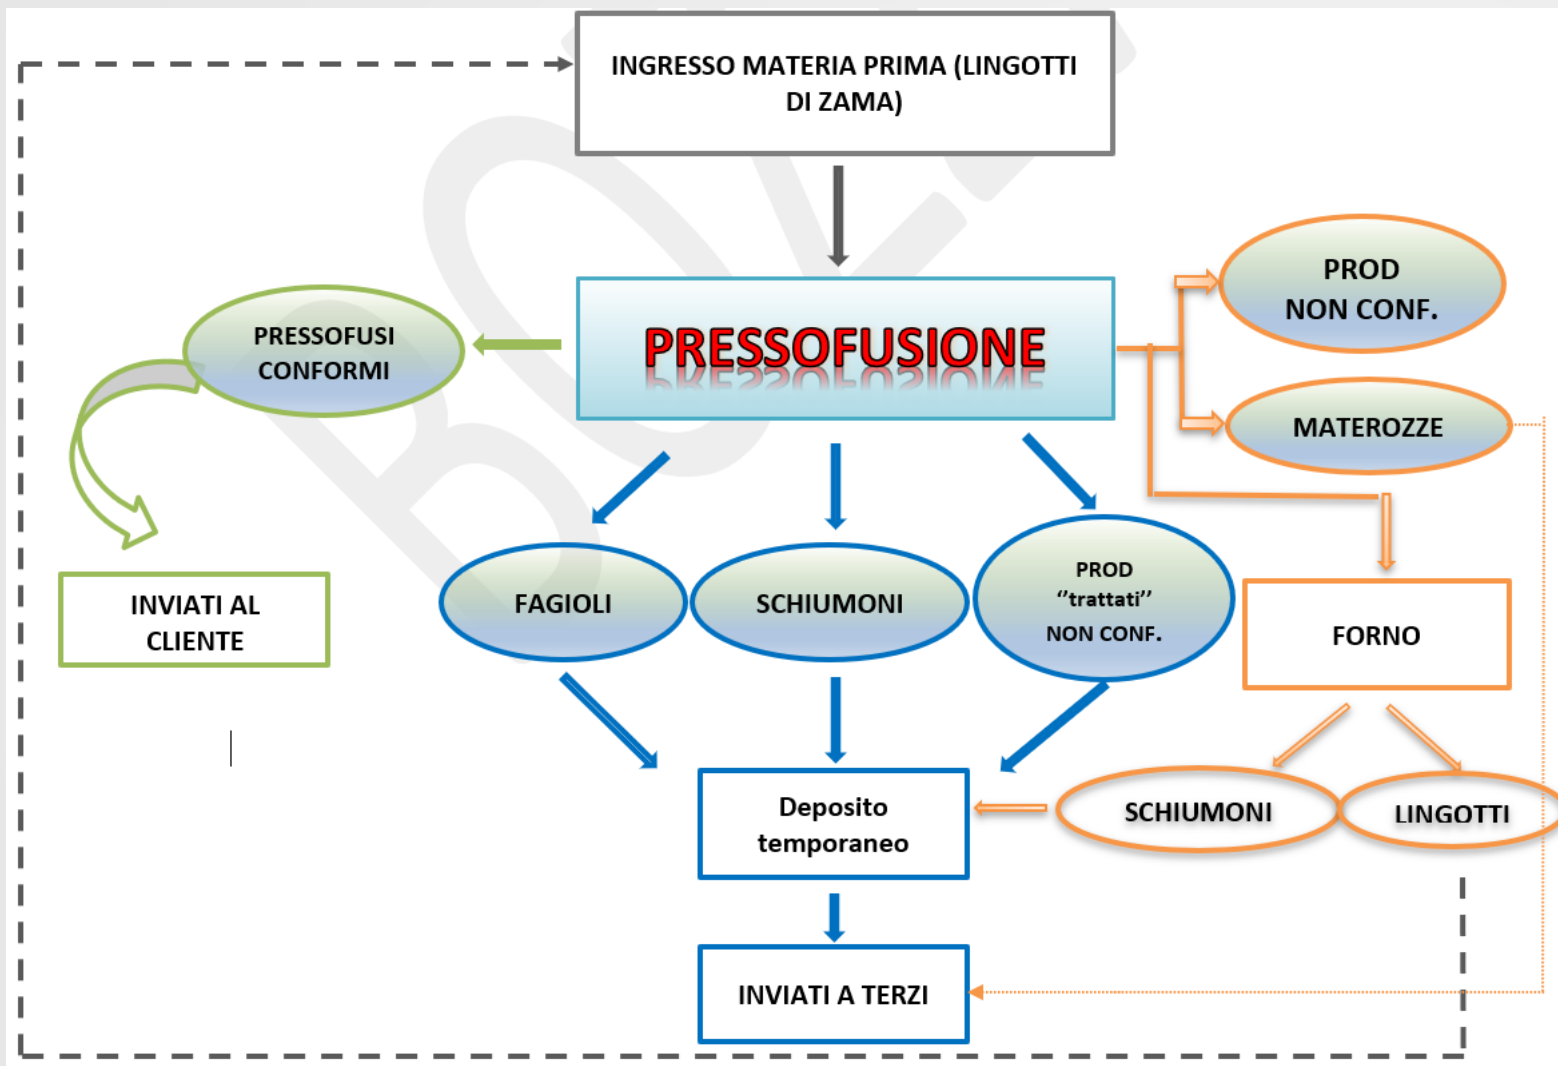 INGRESSO MATERIA PRIMA (LINGOTTI
DI ZAMA)
PROD
NON CONF.
PRESSOFUSI
CONFORMI
PRESSOFUSIONE
MATEROZZE
FAGIOLI
SCHIUMONI
PROD
‘’trattati’’
NON CONF.
INVIATI AL
CLIENTE
FORNO
Deposito
temporaneo
SCHIUMONI
LINGOTTI
INVIATI A TERZI